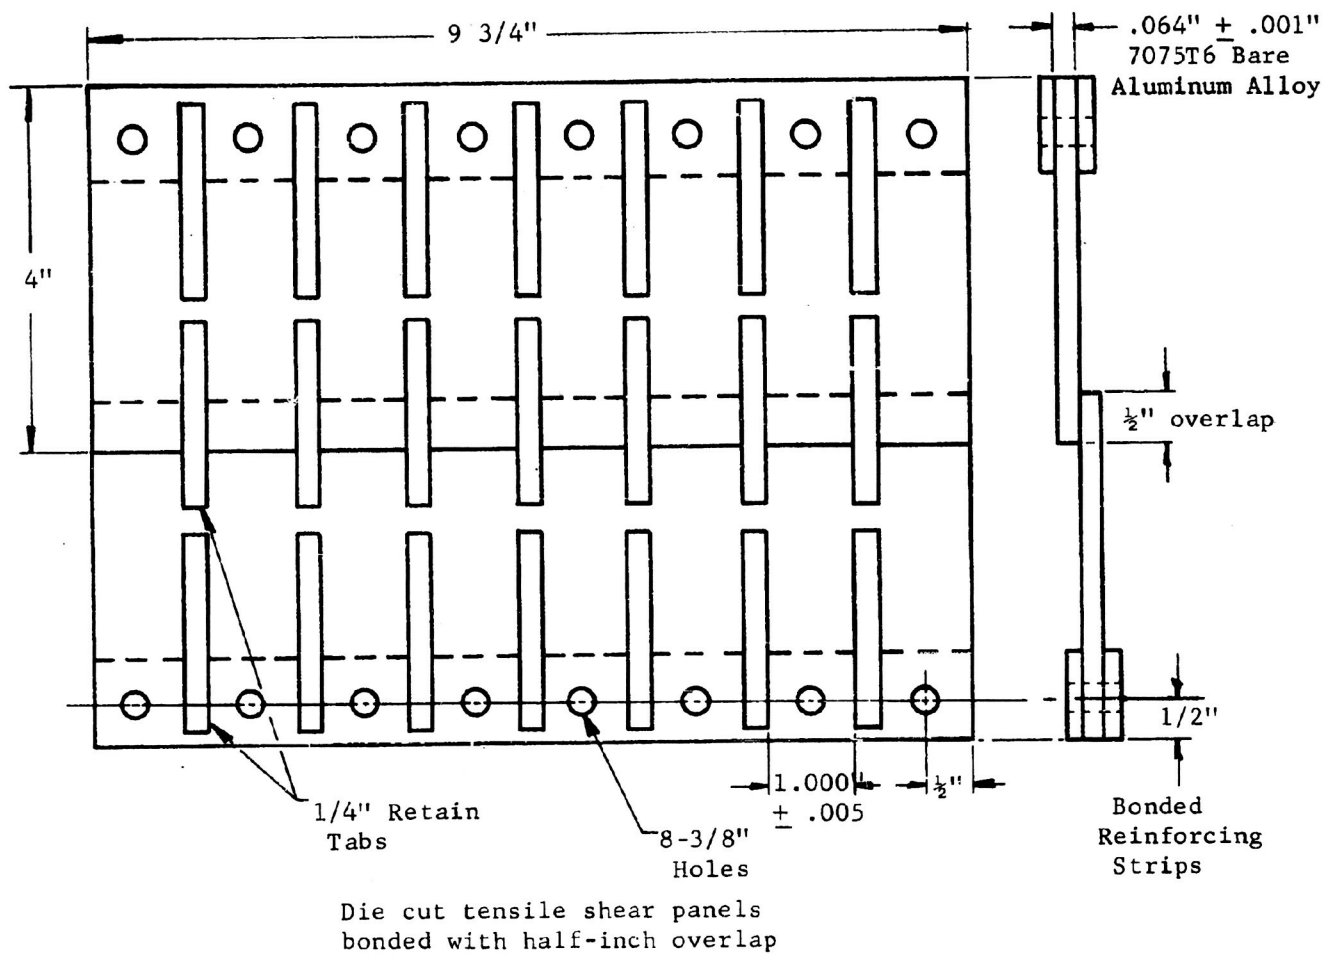 9 3/4"
.064" ± .001"
7075T6 Bare
Aluminum Alloy
4"
½" overlap
1/2"
1.000"
± .005
½"
1/4" Retain
Tabs
8-3/8"
Holes
Bonded
Reinforcing
Strips
Die cut tensile shear panels
bonded with half-inch overlap